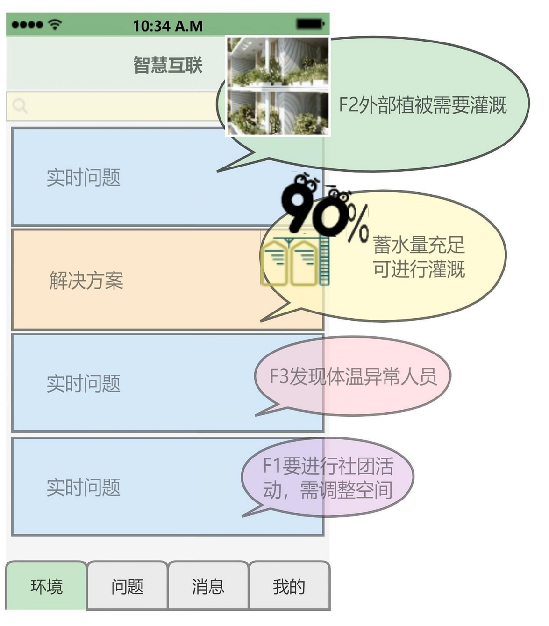 10:34 A.M
智慧互联
实时问题
F2外部植被需要灌溉
90%
解决方案
蓄水量充足
可进行灌溉
实时问题
F3发现体温异常人员
实时问题
F1要进行社团活
动，需调整空间
环境
问题
消息
我的